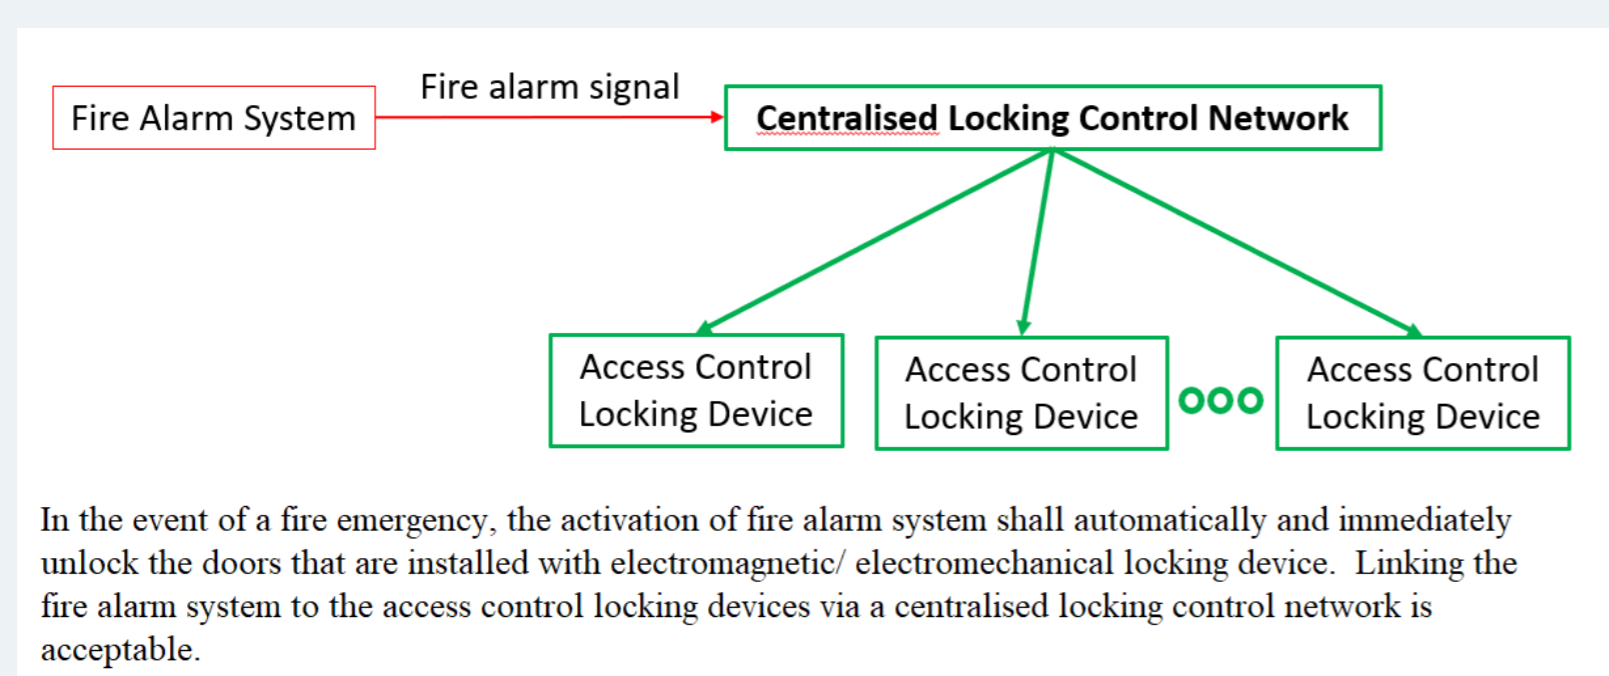 Fire alarm signal
Fire Alarm System
Centralised Locking Control Network
Access Control
Locking Device
Access Control
Locking Device
Access Control
Locking Device
In the event of a fire emergency, the activation of fire alarm system shall automatically and immediately
unlock the doors that are installed with electromagnetic/ electromechanical locking device.  Linking the
fire alarm system to the access control locking devices via a centralised locking control network is
acceptable.